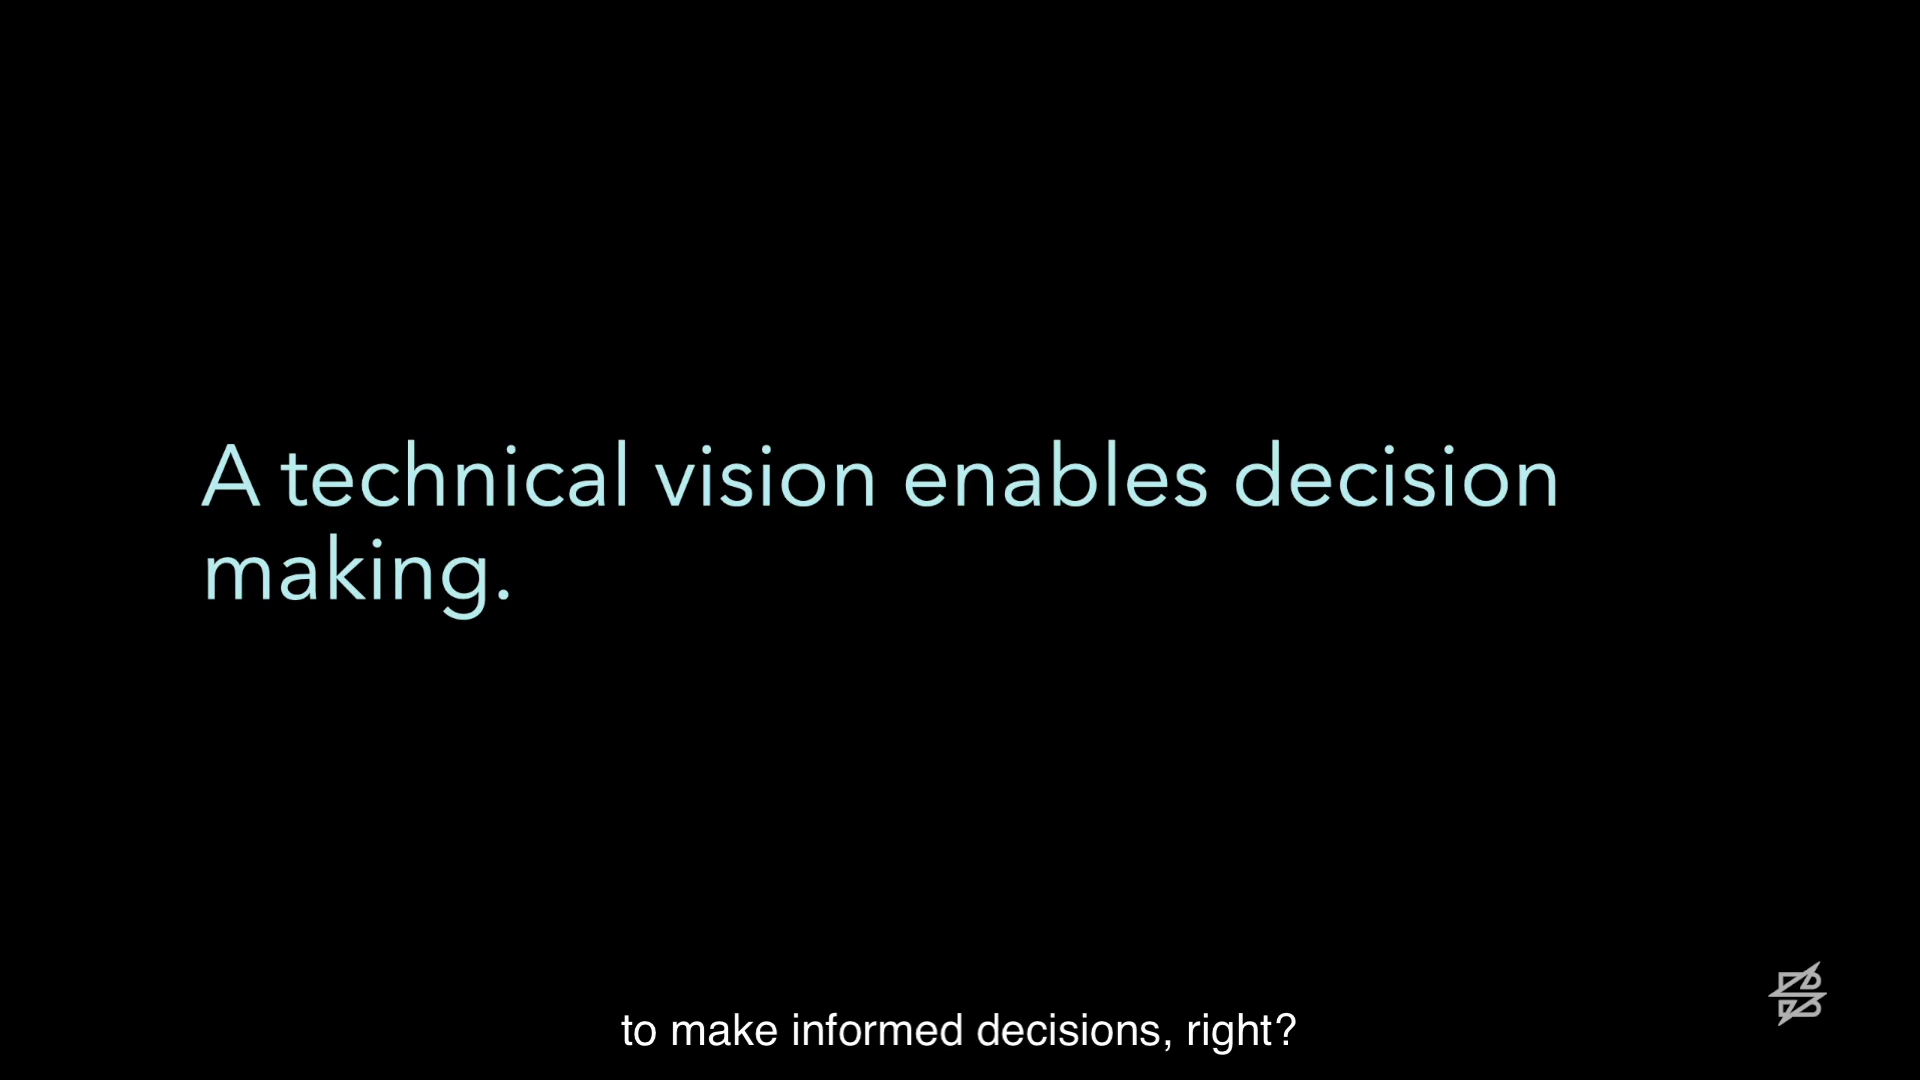 A technical vision enables decision
making.
to make informed decisions, right?